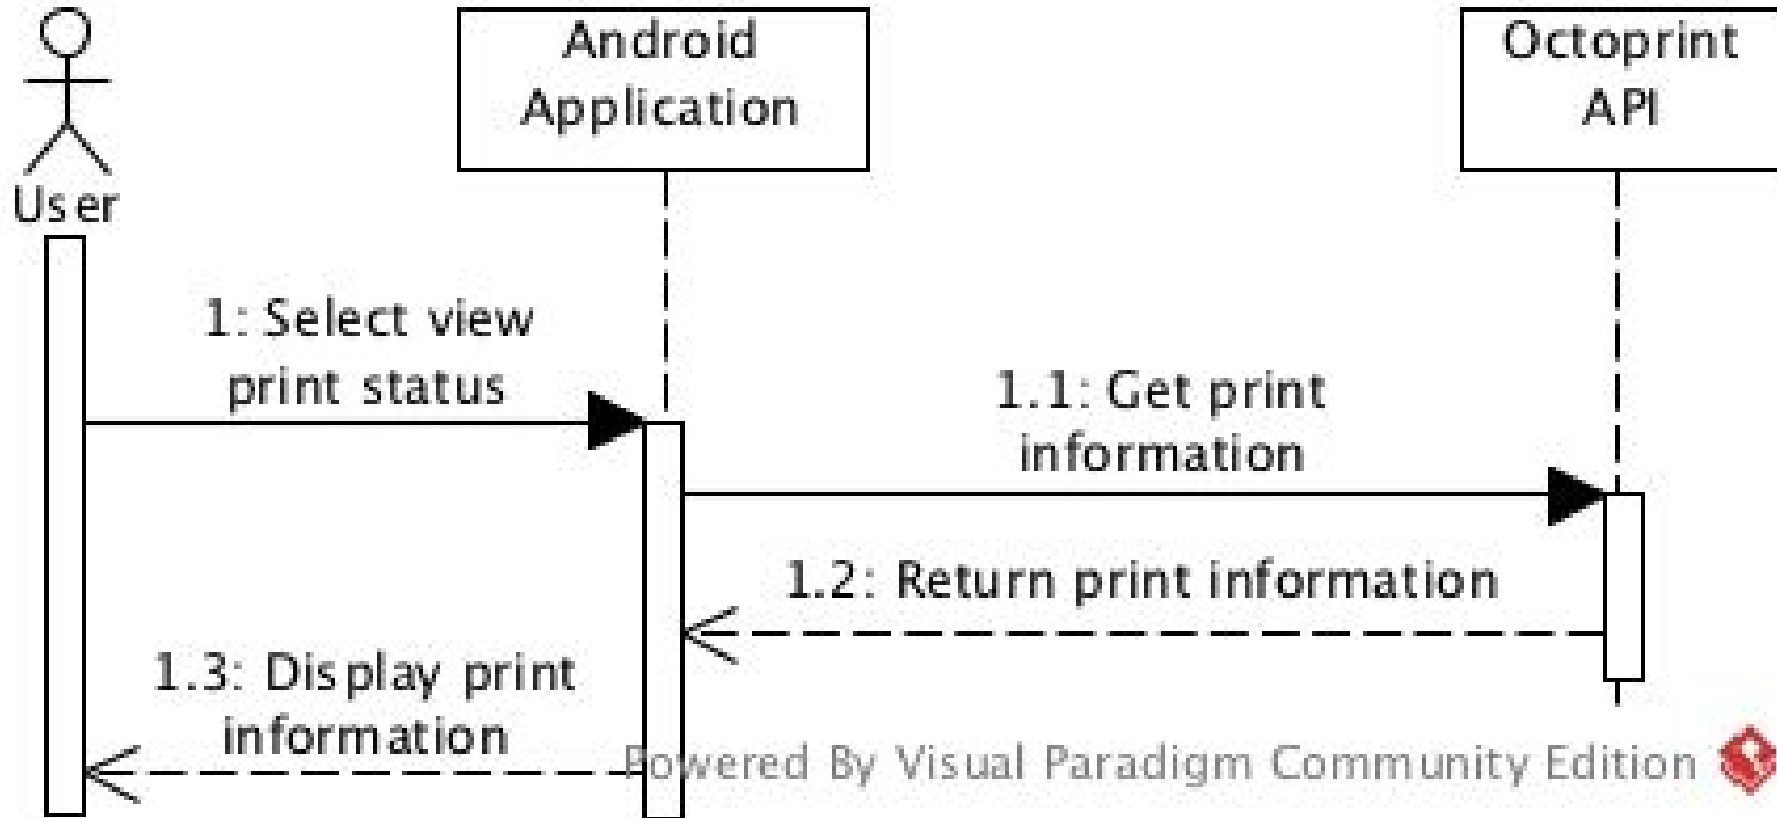 Android
Application
Octoprint
API
User
1: Select view
print status
1.1: Get print
information
1.2: Return print information
1.3: Display print
information
Powered By Visual Paradigm Community Edition